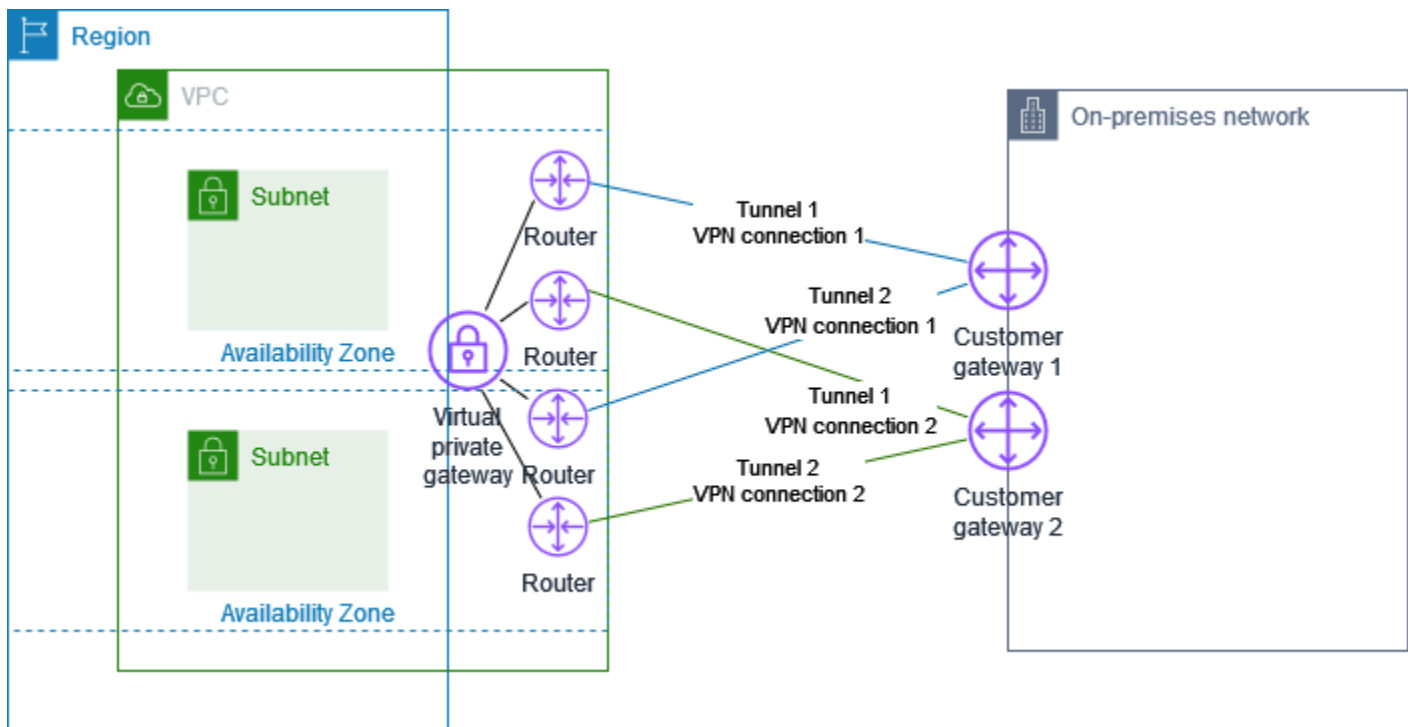 Region
VPC
On-premises network
Subnet
Router
Tunnel 1
VPN connection 1
Tunnel 2
VPN connection 1
Customer
gateway 1
Availability Zone
Router
Virtual
private
gateway
Tunnel 1
VPN connection 2
Subnet
Router
Tunnel 2
VPN connection 2
Customer
gateway 2
Router
Availability Zone